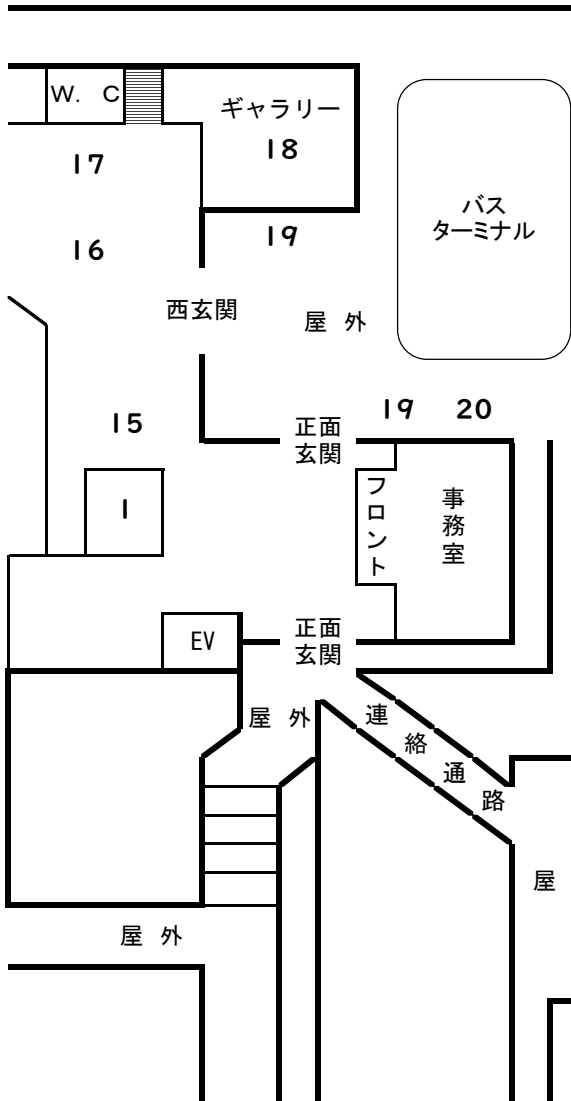 W. C
ギャラリー
18
17
バス
ターミナル
19
16
西玄関
屋 外
19 20
15
正面
玄関
フロント
事務室
1
正面
玄関
EV
屋 外
連絡通路
屋
屋 外